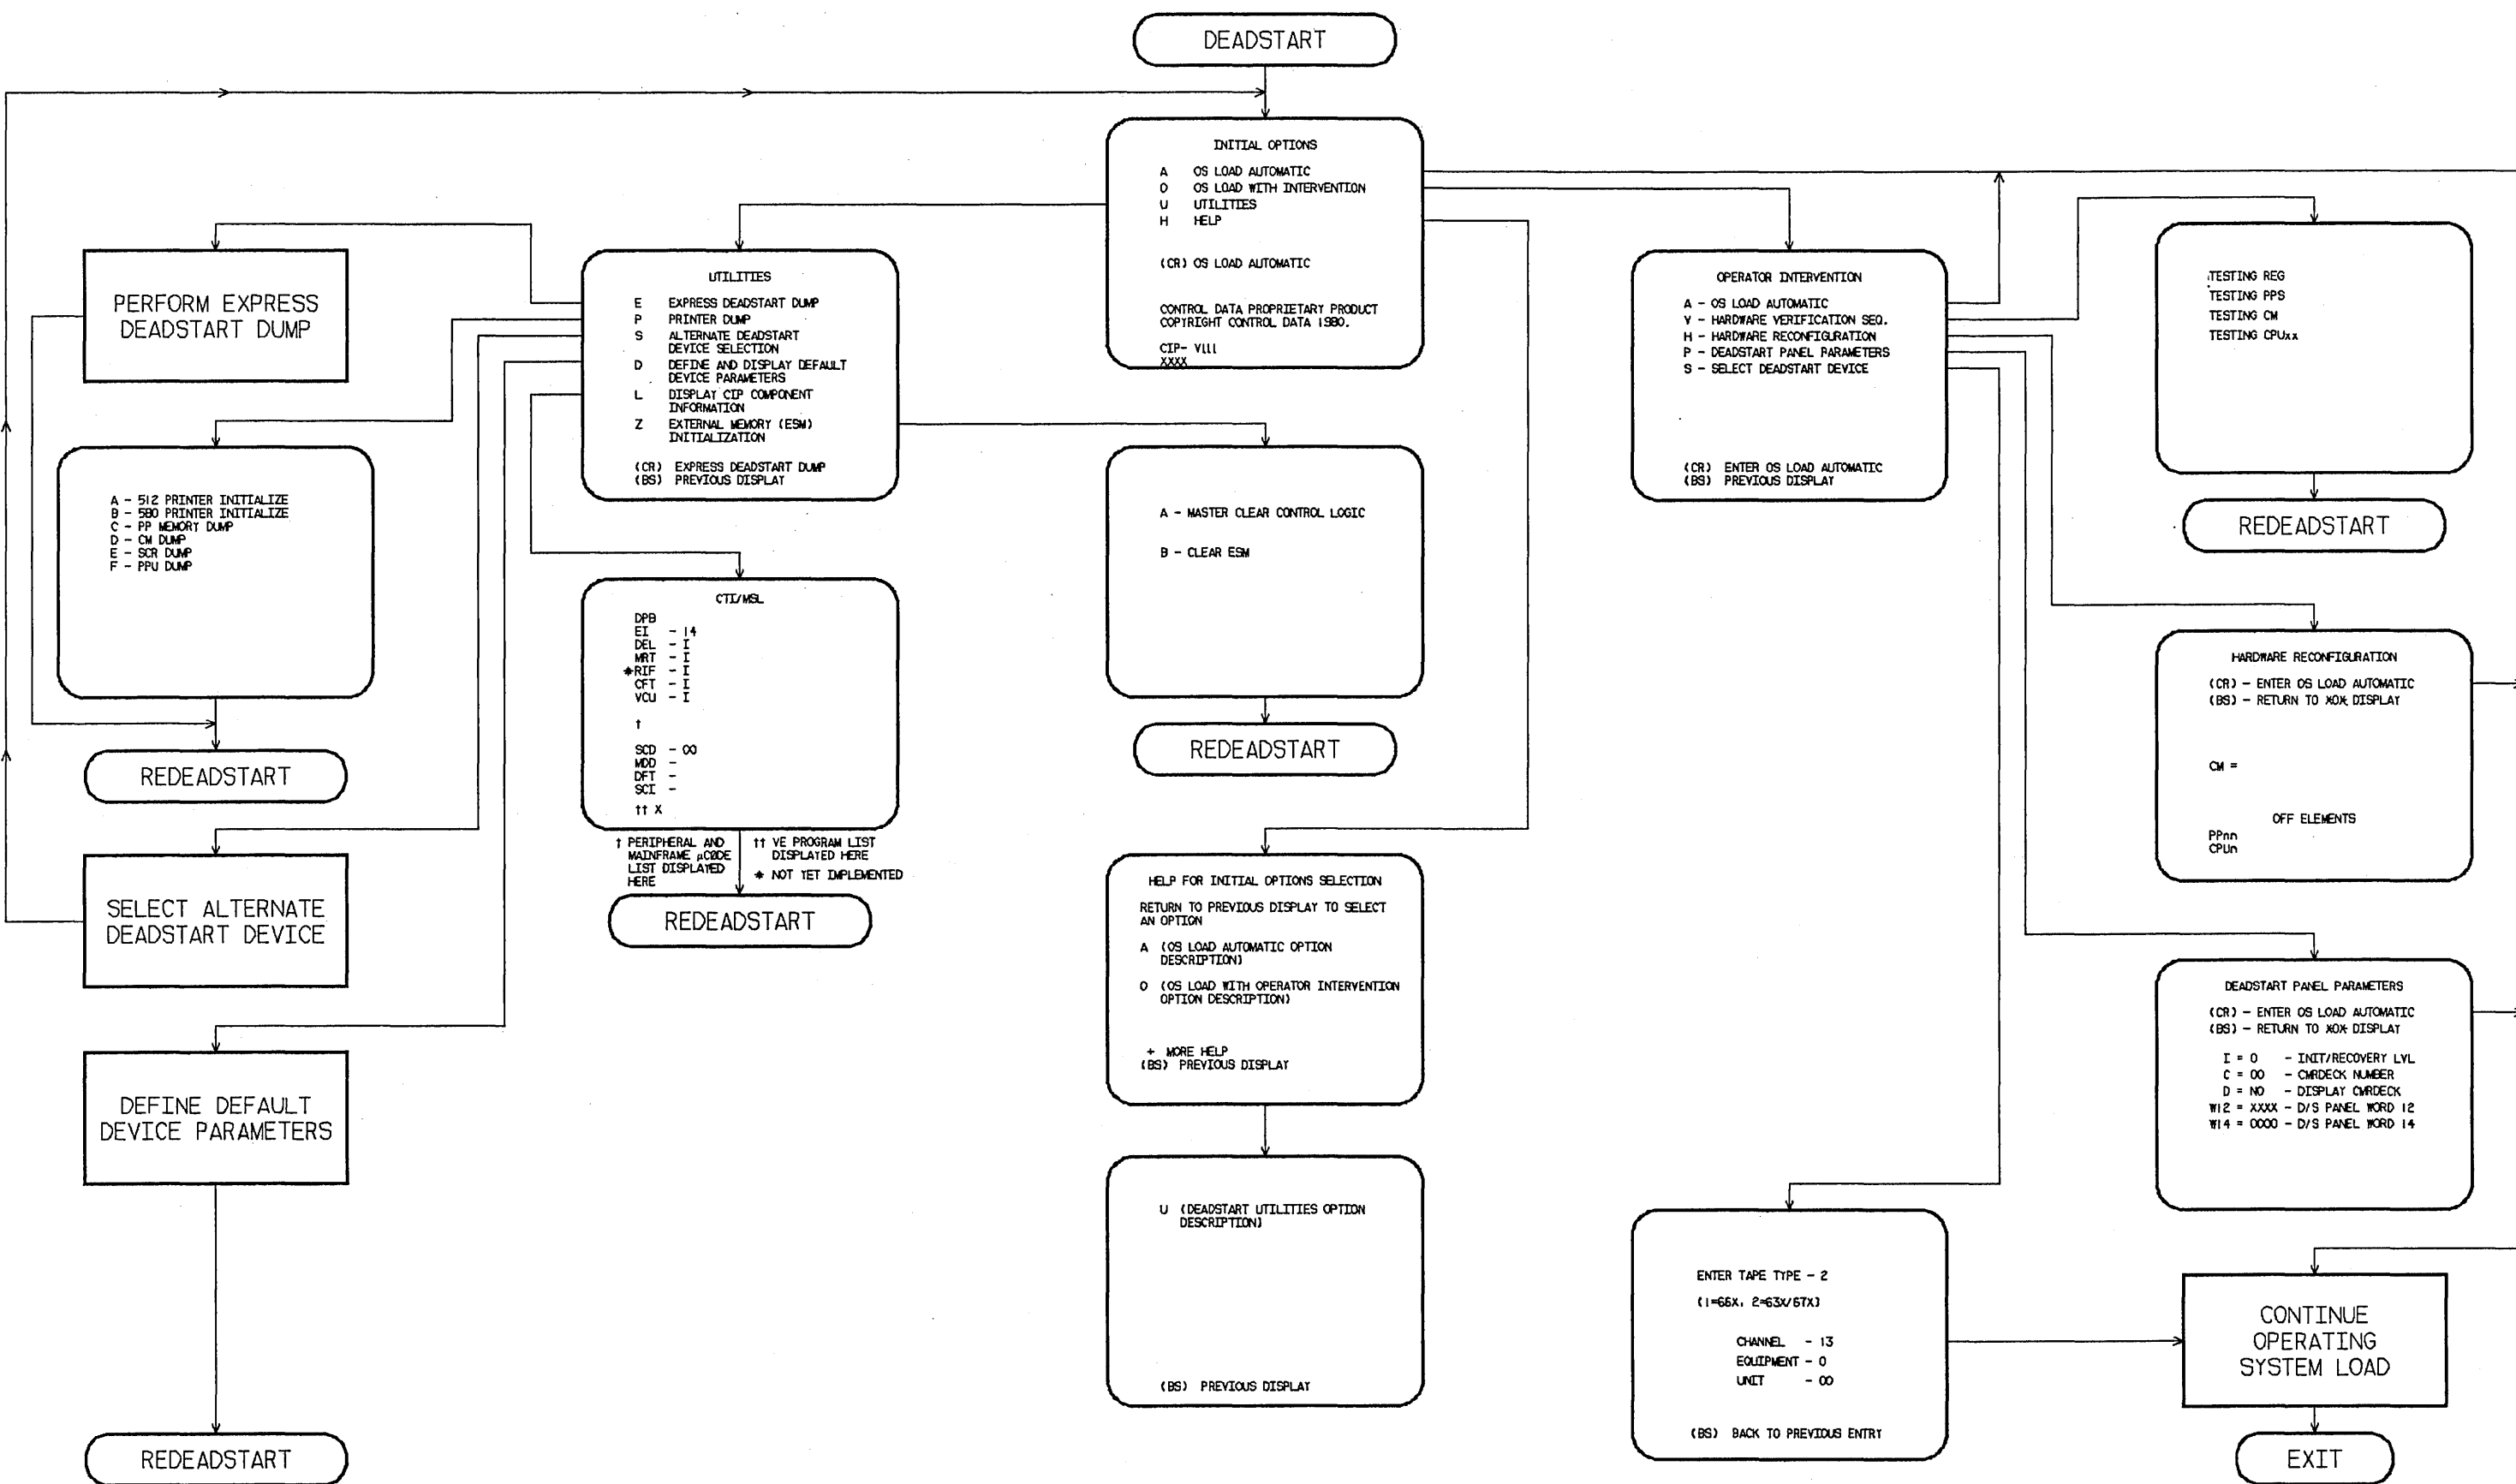 DEADSTART
INITIAL OPTIONS
A OS LOAD AUTOMATIC
O OS LOAD WITH INTERVENTION
U UTILITIES
H HELP
(CR) OS LOAD AUTOMATIC
CONTROL DATA PROPRIETARY PRODUCT
COPYRIGHT CONTROL DATA 1980.
CIP- VLLL
XXXX
PERFORM EXPRESS
DEADSTART DUMP
UTILITIES
E EXPRESS DEADSTART DUMP
P PRINTER DUMP
S ALTERNATE DEADSTART
DEVICE SELECTION
D DEFINE AND DISPLAY DEFAULT
DEVICE PARAMETERS
L DISPLAY CIP COMPONENT
INFORMATION
Z EXTERNAL MEMORY (ESM)
INITIALIZATION
(CR) EXPRESS DEADSTART DUMP
(BS) PREVIOUS DISPLAY
OPERATOR INTERVENTION
A - OS LOAD AUTOMATIC
V - HARDWARE VERIFICATION SEQ.
H - HARDWARE RECONFIGURATION
P - DEADSTART PANEL PARAMETERS
S - SELECT DEADSTART DEVICE
(CR) ENTER OS LOAD AUTOMATIC
(BS) PREVIOUS DISPLAY
TESTING REG
TESTING PPS
TESTING CM
TESTING CPUxx
REDEADSTART
A - 512 PRINTER INITIALIZE
B - 580 PRINTER INITIALIZE
C - PP MEMORY DUMP
D - CM DUMP
E - SCR DUMP
F - PPU DUMP
REDEADSTART
A - MASTER CLEAR CONTROL LOGIC
B - CLEAR ESM
REDEADSTART
CTI/MSL
DPB
EI - 14
DEL - I
MRT - I
*RIF - I
CFT - I
VCU - I
†
SCD - 00
MDD -
DFT -
SCI -
†† X
† PERIPHERAL AND
MAINFRAME µCODE
LIST DISPLAYED
HERE
†† VE PROGRAM LIST
DISPLAYED HERE
* NOT YET IMPLEMENTED
REDEADSTART
HARDWARE RECONFIGURATION
(CR) - ENTER OS LOAD AUTOMATIC
(BS) - RETURN TO *O* DISPLAY
CM =
OFF ELEMENTS
PPnn
CPUn
SELECT ALTERNATE
DEADSTART DEVICE
HELP FOR INITIAL OPTIONS SELECTION
RETURN TO PREVIOUS DISPLAY TO SELECT
AN OPTION
A (OS LOAD AUTOMATIC OPTION
DESCRIPTION)
O (OS LOAD WITH OPERATOR INTERVENTION
OPTION DESCRIPTION)
+ MORE HELP
(BS) PREVIOUS DISPLAY
DEADSTART PANEL PARAMETERS
(CR) - ENTER OS LOAD AUTOMATIC
(BS) - RETURN TO *O* DISPLAY
I = 0 - INIT/RECOVERY LVL
C = 00 - CMRDECK NUMBER
D = NO - DISPLAY CMRDECK
W12 = XXXX - D/S PANEL WORD 12
W14 = 0000 - D/S PANEL WORD 14
DEFINE DEFAULT
DEVICE PARAMETERS
REDEADSTART
U (DEADSTART UTILITIES OPTION
DESCRIPTION)
(BS) PREVIOUS DISPLAY
ENTER TAPE TYPE - 2
(1=66X, 2=63X/67X)
CHANNEL - 13
EQUIPMENT - 0
UNIT - 00
(BS) BACK TO PREVIOUS ENTRY
CONTINUE
OPERATING
SYSTEM LOAD
EXIT